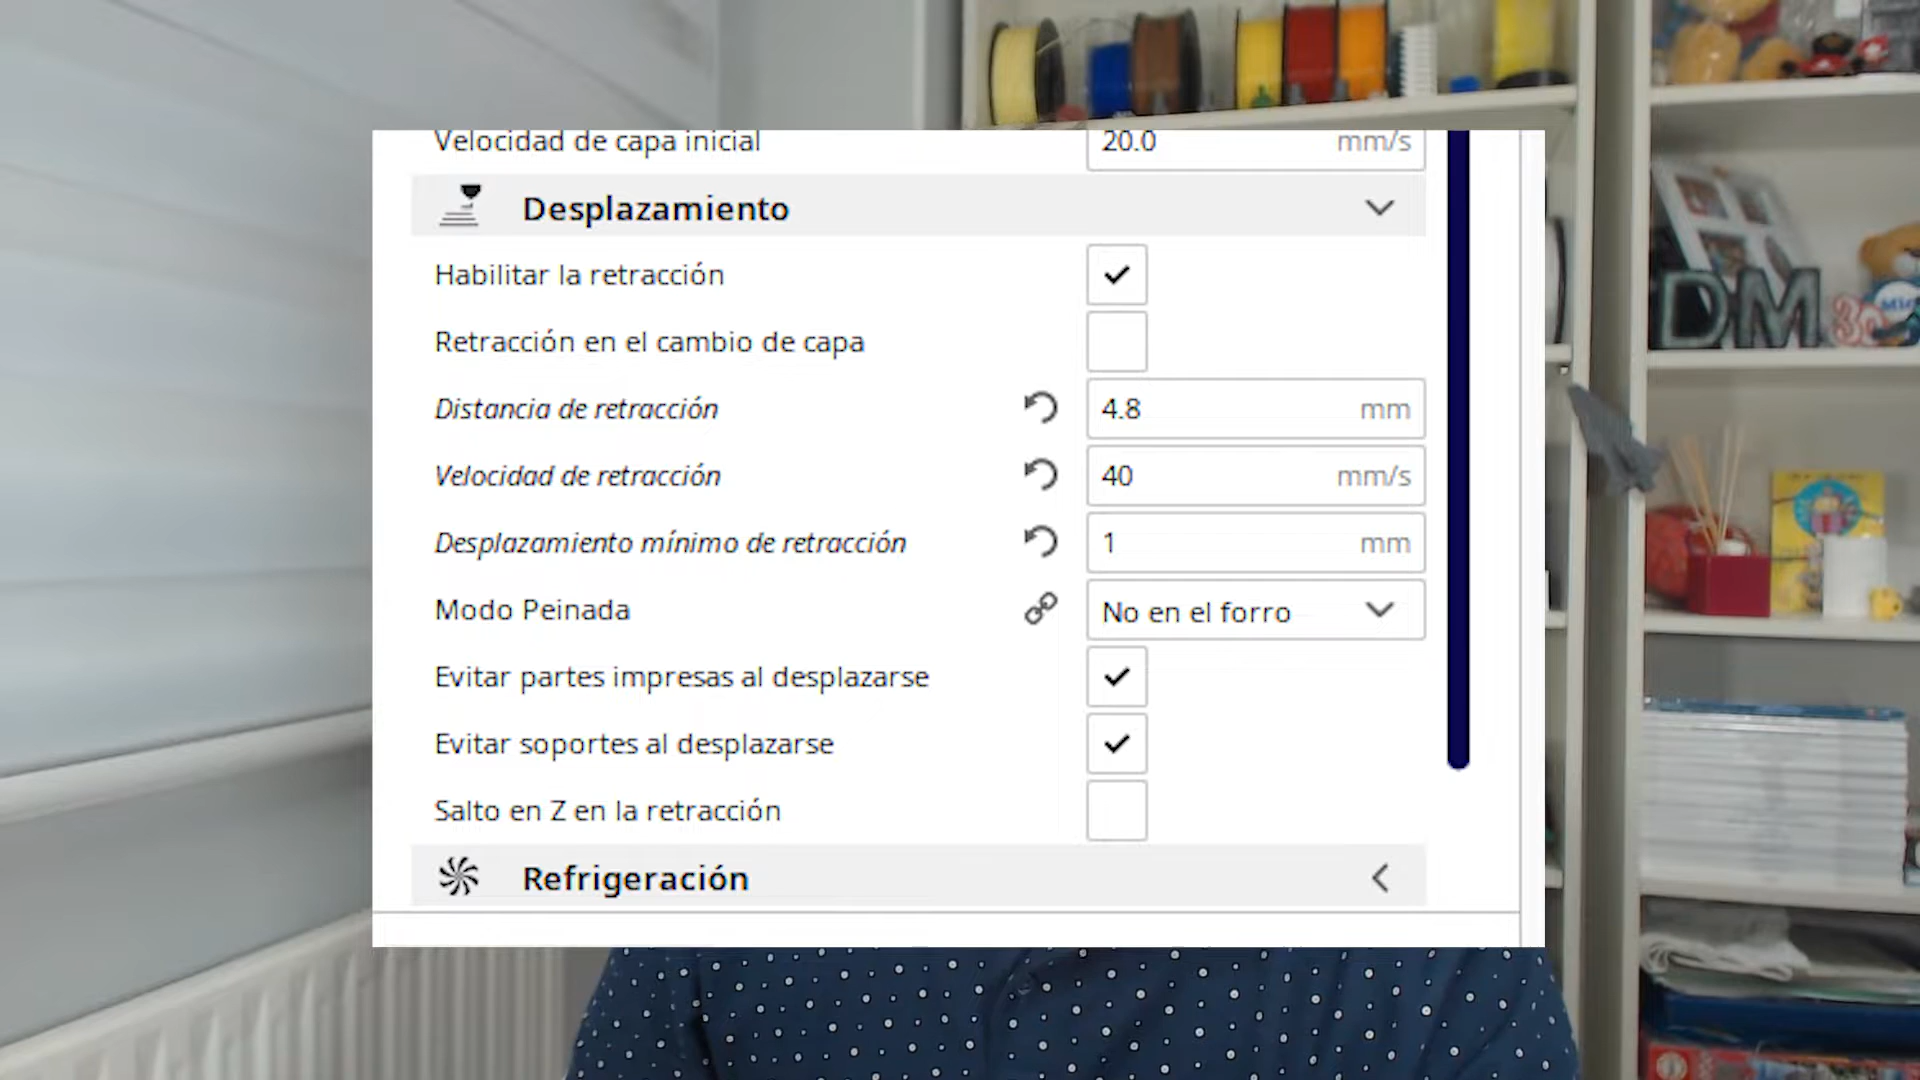 Velocidad de capa inicial 20.0 mm/s
Desplazamiento
Habilitar la retracción
Retracción en el cambio de capa
Distancia de retracción 4.8 mm
Velocidad de retracción 40 mm/s
Desplazamiento mínimo de retracción 1 mm
Modo Peinada No en el forro
Evitar partes impresas al desplazarse
Evitar soportes al desplazarse
Salto en Z en la retracción
Refrigeración
DM